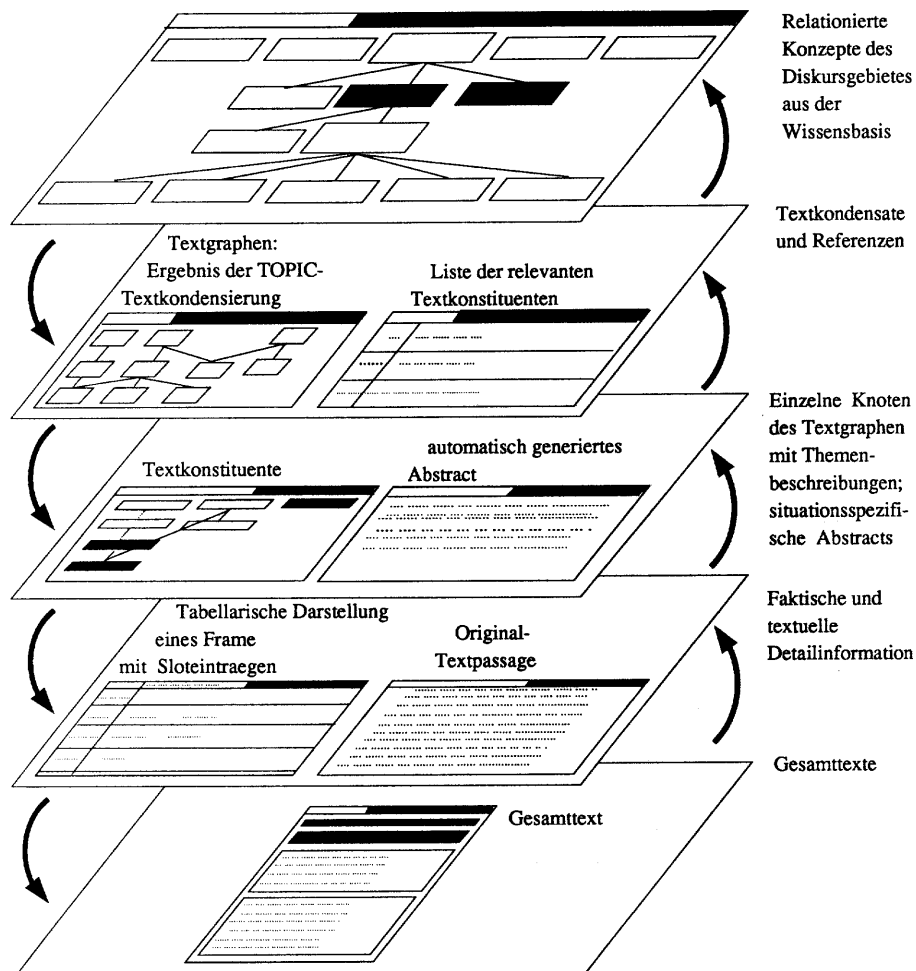 Relationierte
Konzepte des
Diskursgebietes
aus der
Wissensbasis
Textkondensate
und Referenzen
Textgraphen:
Ergebnis der TOPIC-
Textkondensierung
Liste der relevanten
Textkonstituenten
Einzelne Knoten
des Textgraphen
mit Themen-
beschreibungen;
situationsspezifi-
sche Abstracts
Textkonstituente
automatisch generiertes
Abstract
Faktische und
textuelle
Detailinformation
Tabellarische Darstellung
eines Frame
mit Sloteintraegen
Original-
Textpassage
Gesamttexte
Gesamttext